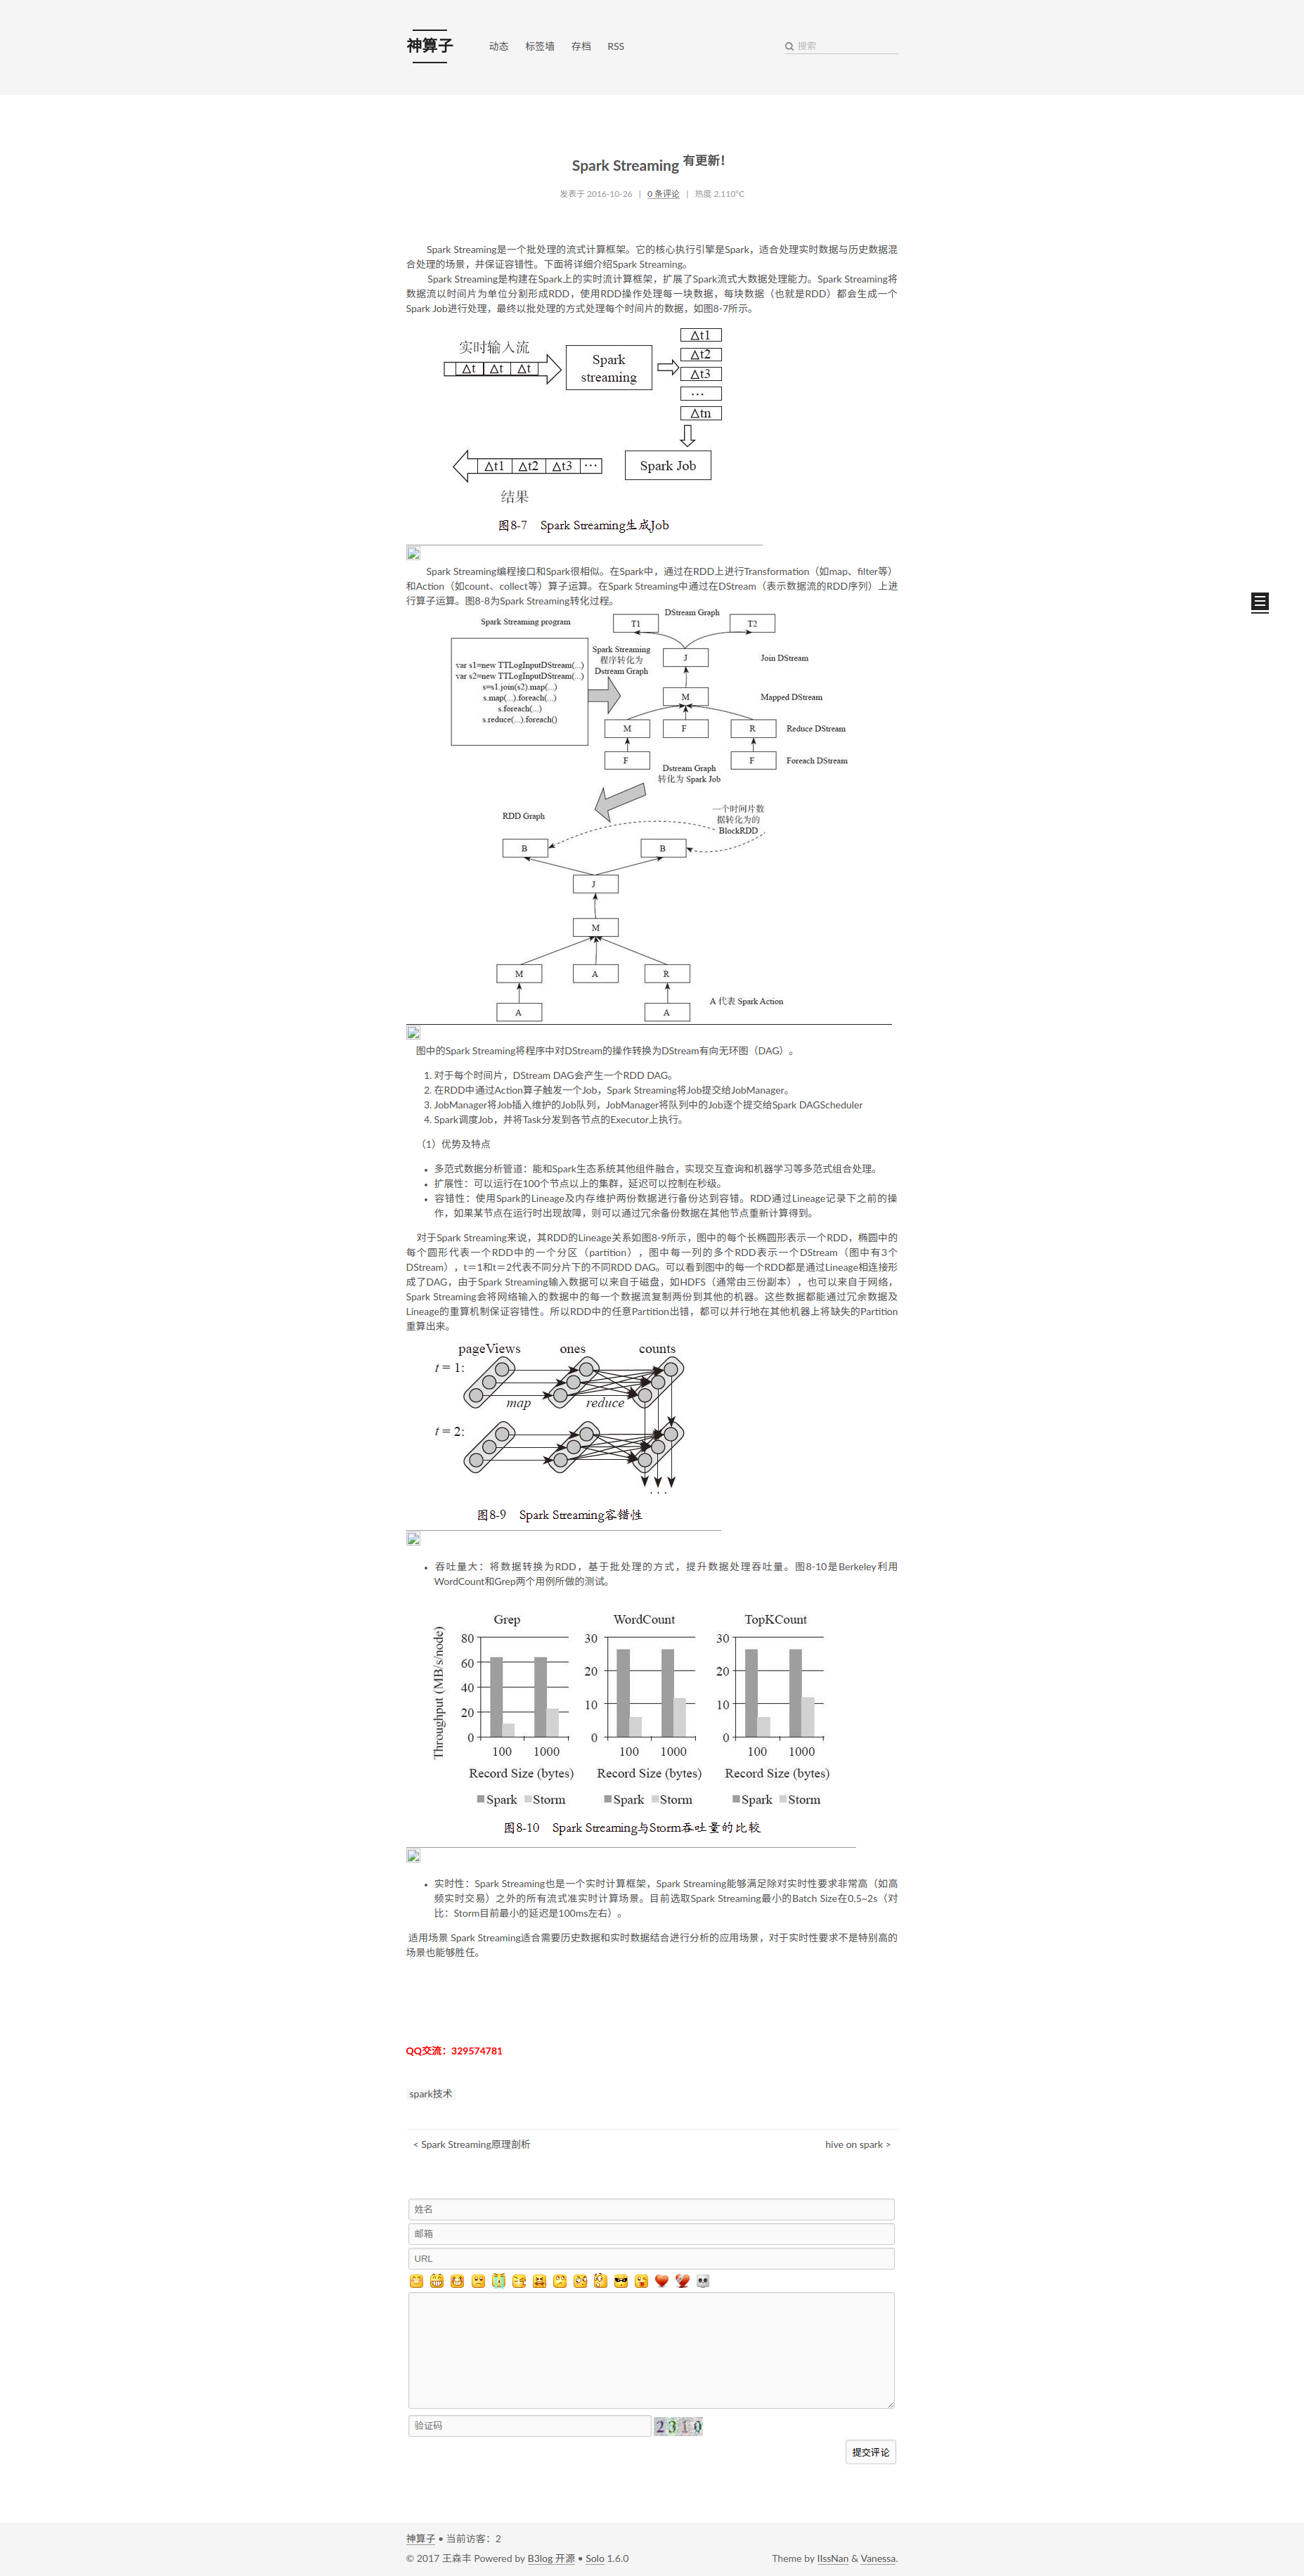 神算子
动态 标签墙 存档 RSS
搜索
Spark Streaming 有更新!
发表于 2016-10-26 | 0 条评论 | 热度 2,110℃
Spark Streaming是一个批处理的流式计算框架。它的核心执行引擎是Spark，适合处理实时数据与历史数据混
合处理的场景，并保证容错性。下面将详细介绍Spark Streaming。
Spark Streaming是构建在Spark上的实时流计算框架，扩展了Spark流式大数据处理能力。Spark Streaming将
数据流以时间片为单位分割形成RDD，使用RDD操作处理每一块数据，每块数据（也就是RDD）都会生成一个
Spark Job进行处理，最终以批处理的方式处理每个时间片的数据，如图8-7所示。
实时输入流
Δt Δt Δt
Spark
streaming
Δt1
Δt2
Δt3
…
Δtn
Δt1 Δt2 Δt3 …
Spark Job
结果
图8-7 Spark Streaming生成Job
Spark Streaming编程接口和Spark很相似。在Spark中，通过在RDD上进行Transformation（如map、filter等）
和Action（如count、collect等）算子运算。在Spark Streaming中通过在DStream（表示数据流的RDD序列）上进
行算子运算。图8-8为Spark Streaming转化过程。
DStream Graph
Spark Streaming program
T1 T2
Spark Streaming
程序转化为
Dstream Graph
J Join DStream
var s1=new TTLogInputDStream(...)
var s2=new TTLogInputDStream(...)
s=s1.join(s2).map(...)
s.map(...).foreach(...)
s.foreach(...)
s.reduce(...).foreach()
M Mapped DStream
M F R Reduce DStream
F F Foreach DStream
Dstream Graph
转化为 Spark Job
RDD Graph
一个时间片数
据转化为的
BlockRDD
B B
J
M
M A R
A A
A 代表 Spark Action
图中的Spark Streaming将程序中对DStream的操作转换为DStream有向无环图（DAG）。
1. 对于每个时间片，DStream DAG会产生一个RDD DAG。
2. 在RDD中通过Action算子触发一个Job，Spark Streaming将Job提交给JobManager。
3. JobManager将Job插入维护的Job队列，JobManager将队列中的Job逐个提交给Spark DAGScheduler
4. Spark调度Job，并将Task分发到各节点的Executor上执行。
（1）优势及特点
• 多范式数据分析管道：能和Spark生态系统其他组件融合，实现交互查询和机器学习等多范式组合处理。
• 扩展性：可以运行在100个节点以上的集群，延迟可以控制在秒级。
• 容错性：使用Spark的Lineage及内存维护两份数据进行备份达到容错。RDD通过Lineage记录下之前的操
作，如果某节点在运行时出现故障，则可以通过冗余备份数据在其他节点重新计算得到。
对于Spark Streaming来说，其RDD的Lineage关系如图8-9所示，图中的每个长椭圆形表示一个RDD，椭圆中的
每个圆形代表一个RDD中的一个分区（partition），图中每一列的多个RDD表示一个DStream（图中有3个
DStream），t＝1和t＝2代表不同分片下的不同RDD DAG。可以看到图中的每一个RDD都是通过Lineage相连接形
成了DAG，由于Spark Streaming输入数据可以来自于磁盘，如HDFS（通常由三份副本），也可以来自于网络，
Spark Streaming会将网络输入的数据中的每一个数据流复制两份到其他的机器。这些数据都能通过冗余数据及
Lineage的重算机制保证容错性。所以RDD中的任意Partition出错，都可以并行地在其他机器上将缺失的Partition
重算出来。
pageViews ones counts
t = 1:
map reduce
t = 2:
...
图8-9 Spark Streaming容错性
• 吞吐量大：将数据转换为RDD，基于批处理的方式，提升数据处理吞吐量。图8-10是Berkeley利用
WordCount和Grep两个用例所做的测试。
Throughput (MB/s/node)
Grep WordCount TopKCount
80 30 30
60
20 20
40
10 10
20
0 0 0
100 1000 100 1000 100 1000
Record Size (bytes) Record Size (bytes) Record Size (bytes)
Spark Storm Spark Storm Spark Storm
图8-10 Spark Streaming与Storm吞吐量的比较
• 实时性：Spark Streaming也是一个实时计算框架，Spark Streaming能够满足除对实时性要求非常高（如高
频实时交易）之外的所有流式准实时计算场景。目前选取Spark Streaming最小的Batch Size在0.5~2s（对
比：Storm目前最小的延迟是100ms左右）。
适用场景 Spark Streaming适合需要历史数据和实时数据结合进行分析的应用场景，对于实时性要求不是特别高的
场景也能够胜任。
QQ交流：329574781
spark技术
< Spark Streaming原理剖析 hive on spark >
姓名
邮箱
URL
验证码 2310
提交评论
神算子 • 当前访客：2
© 2017 王森丰 Powered by B3log 开源 • Solo 1.6.0 Theme by IIssNan & Vanessa.